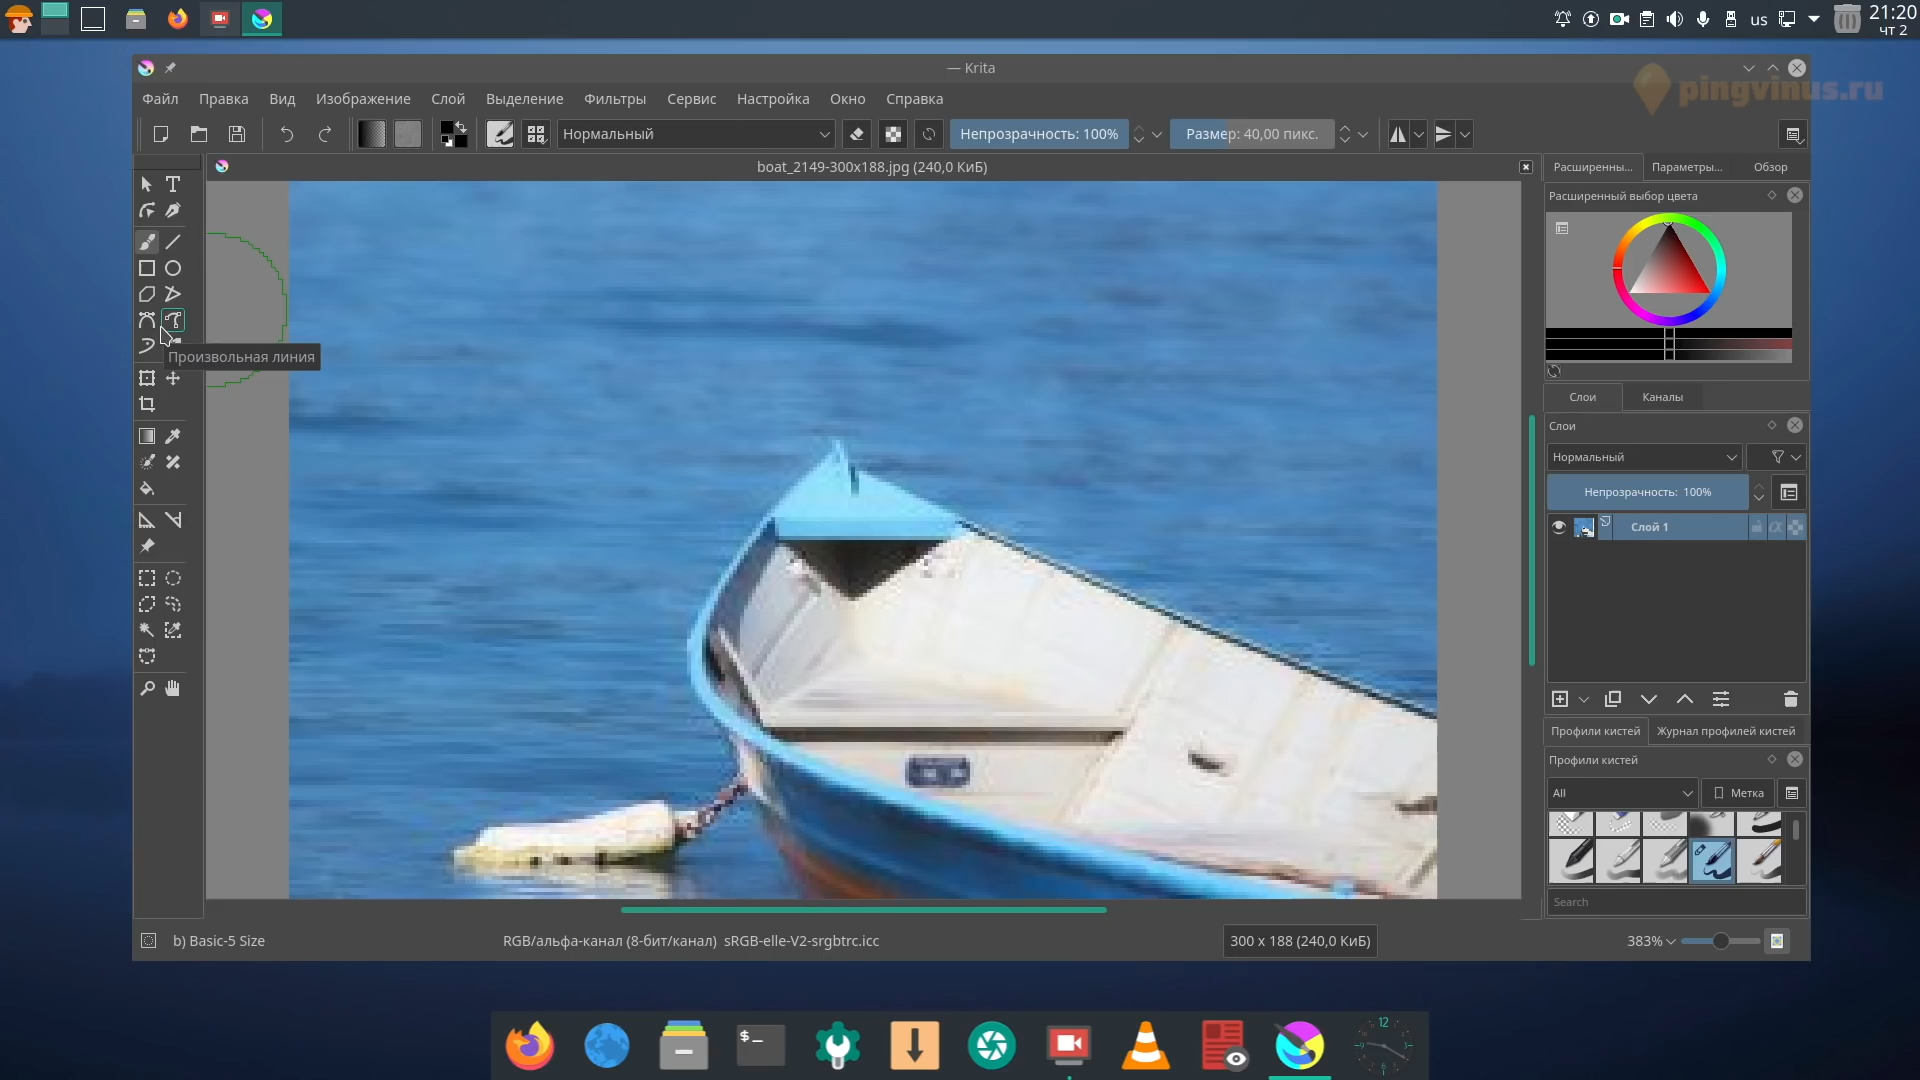 us
21:20
чт 2
— Krita
pingvinus.ru
Файл Правка Вид Изображение Слой Выделение Фильтры Сервис Настройка Окно Справка
Нормальный
Непрозрачность: 100%
Размер: 40,00 пикс.
boat_2149-300x188.jpg (240,0 КиБ)
Расширенны... Параметры... Обзор
Расширенный выбор цвета
Произвольная линия
Слои Каналы
Слои
Нормальный
Непрозрачность: 100%
Слой 1
Профили кистей Журнал профилей кистей
Профили кистей
All
Метка
Search
b) Basic-5 Size
RGB/альфа-канал (8-бит/канал) sRGB-elle-V2-srgbtrc.icc
300 x 188 (240,0 КиБ)
383%
$_
12
3
6
9